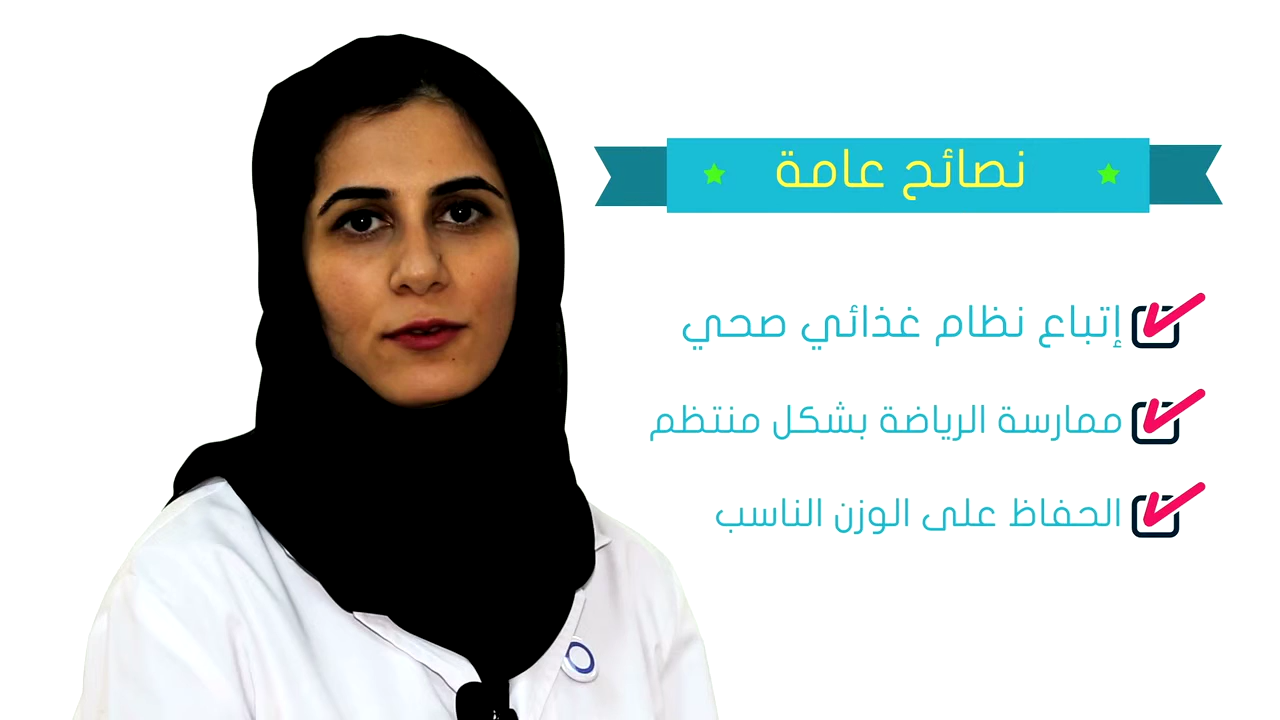 نصائح عامة
إتباع نظام غذائي صحي
ممارسة الرياضة بشكل منتظم
الحفاظ على الوزن الناسب